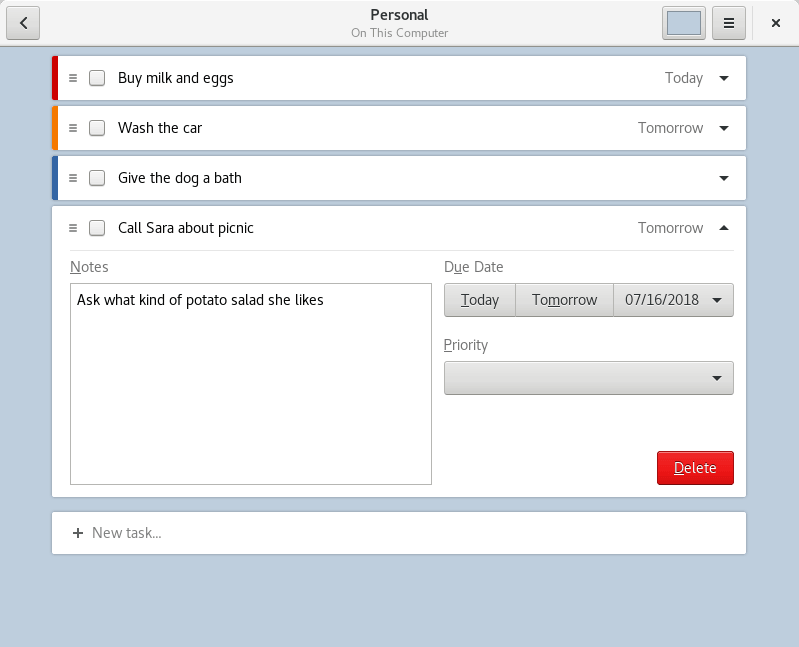 Personal
On This Computer
Buy milk and eggs Today
Wash the car Tomorrow
Give the dog a bath
Call Sara about picnic Tomorrow
Notes Due Date
Ask what kind of potato salad she likes
Today Tomorrow 07/16/2018
Priority
Delete
New task...